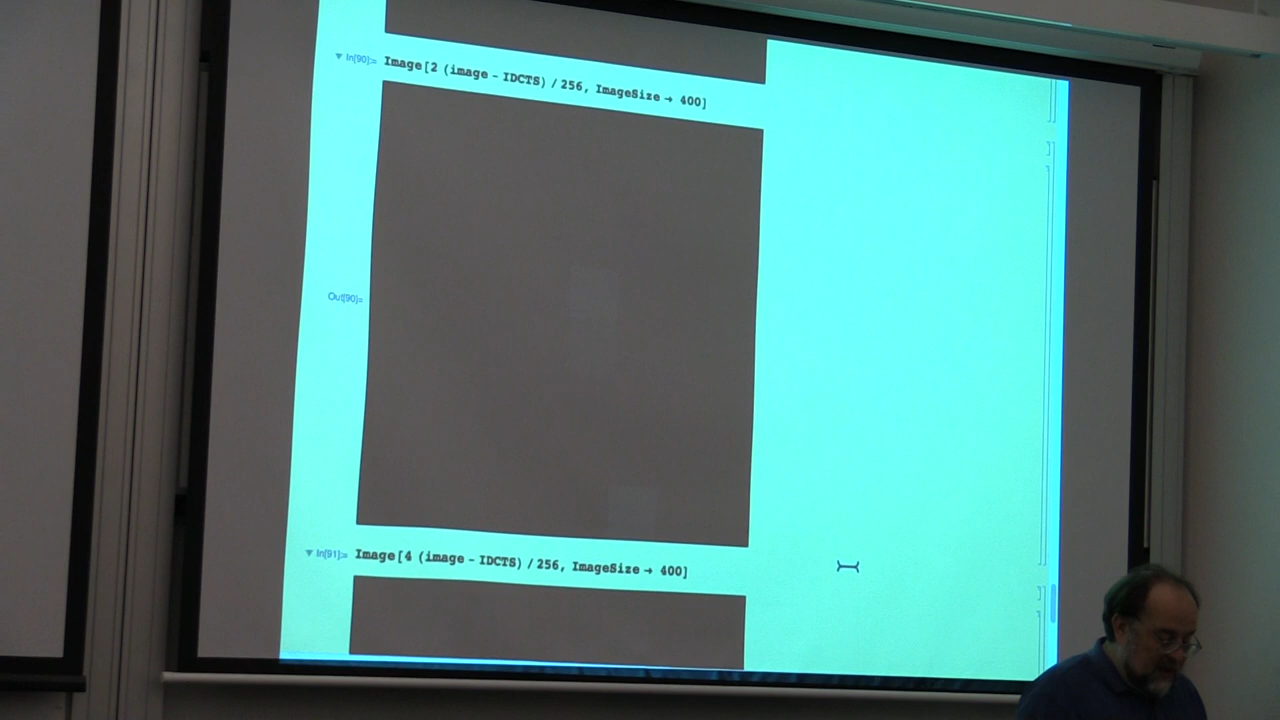 In[90]:= Image[2 (image - IDCTS) / 256, ImageSize → 400]
Out[90]=
In[91]:= Image[4 (image - IDCTS) / 256, ImageSize → 400]